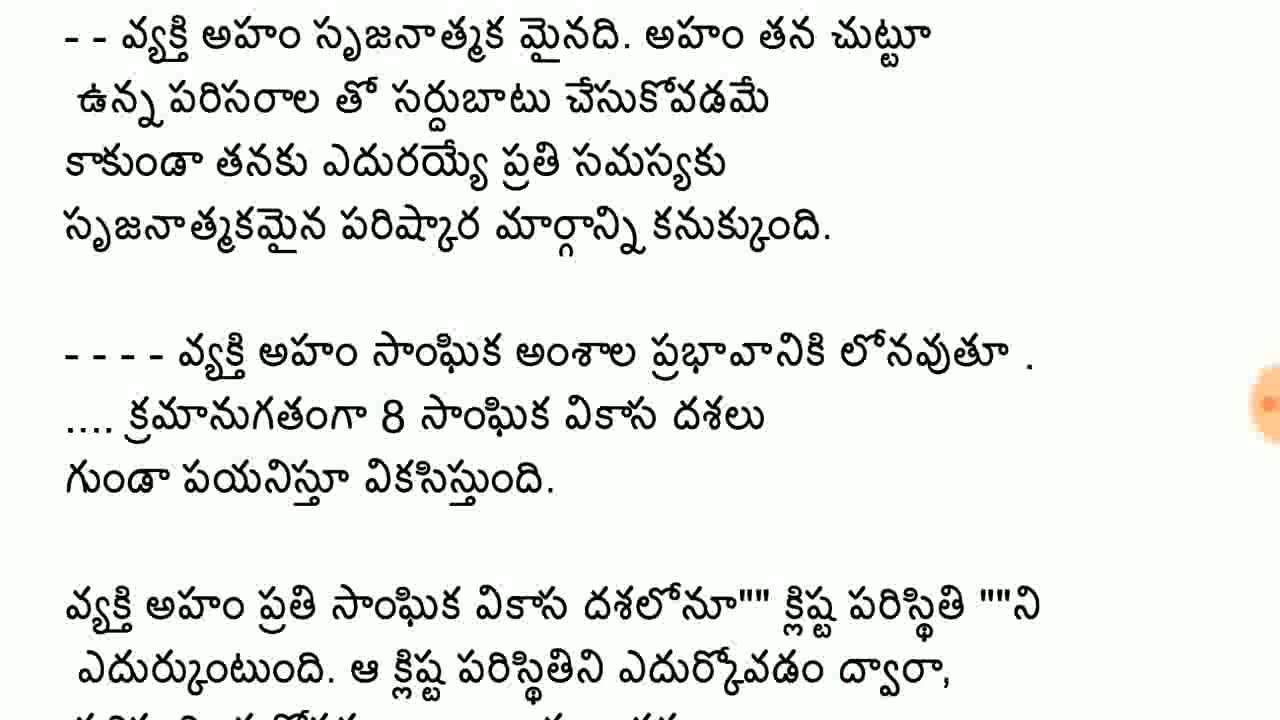 - - వ్యక్తి అహం సృజనాత్మక మైనది. అహం తన చుట్టూ
ఉన్న పరిసరాల తో సర్దుబాటు చేసుకోవడమే
కాకుండా తనకు ఎదురయ్యే ప్రతి సమస్యకు
సృజనాత్మకమైన పరిష్కార మార్గాన్ని కనుక్కుంది.
- - - - వ్యక్తి అహం సాంఘిక అంశాల ప్రభావానికి లోనవుతూ .
.... క్రమానుగతంగా 8 సాంఘిక వికాస దశలు
గుండా పయనిస్తూ వికసిస్తుంది.
వ్యక్తి అహం ప్రతి సాంఘిక వికాస దశలోనూ"" క్లిష్ట పరిస్థితి ""ని
ఎదుర్కుంటుంది. ఆ క్లిష్ట పరిస్థితిని ఎదుర్కోవడం ద్వారా,